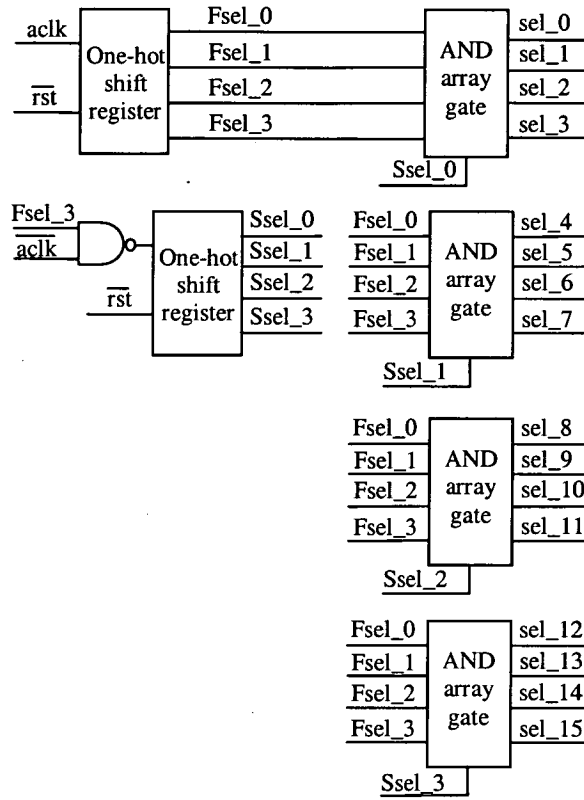 aclk
rst
One-hot
shift
register
Fsel_0
Fsel_1
Fsel_2
Fsel_3
AND
array
gate
Ssel_0
sel_0
sel_1
sel_2
sel_3
Fsel_3
aclk
rst
One-hot
shift
register
Ssel_0
Ssel_1
Ssel_2
Ssel_3
Fsel_0
Fsel_1
Fsel_2
Fsel_3
AND
array
gate
Ssel_1
sel_4
sel_5
sel_6
sel_7
Fsel_0
Fsel_1
Fsel_2
Fsel_3
AND
array
gate
Ssel_2
sel_8
sel_9
sel_10
sel_11
Fsel_0
Fsel_1
Fsel_2
Fsel_3
AND
array
gate
Ssel_3
sel_12
sel_13
sel_14
sel_15